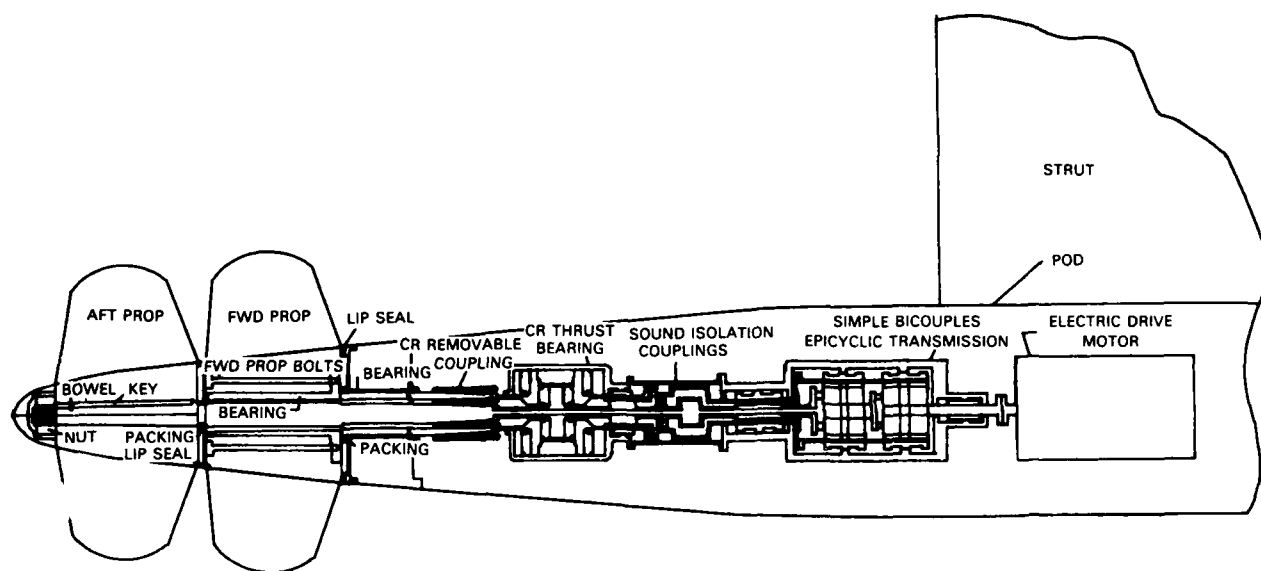 STRUT
POD
AFT PROP
FWD PROP
LIP SEAL
CR REMOVABLE
COUPLING
CR THRUST
BEARING
SOUND ISOLATION
COUPLINGS
SIMPLE BICOUPLES
EPICYCLIC TRANSMISSION
ELECTRIC DRIVE
MOTOR
FWD PROP BOLTS
BEARING
BOWEL KEY
BEARING
NUT
PACKING
LIP SEAL
PACKING